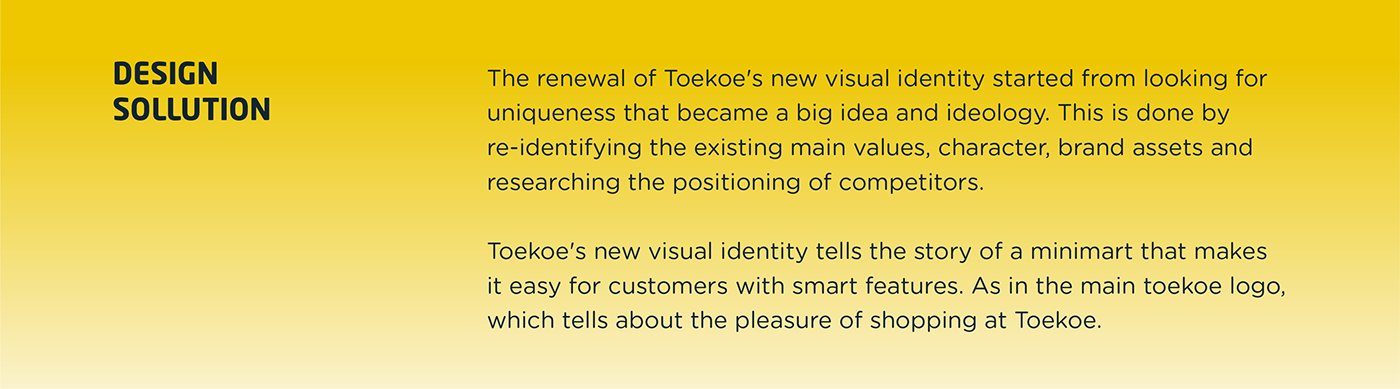 DESIGN
SOLLUTION
The renewal of Toekoe's new visual identity started from looking for
uniqueness that became a big idea and ideology. This is done by
re-identifying the existing main values, character, brand assets and
researching the positioning of competitors.
Toekoe's new visual identity tells the story of a minimart that makes
it easy for customers with smart features. As in the main toekoe logo,
which tells about the pleasure of shopping at Toekoe.